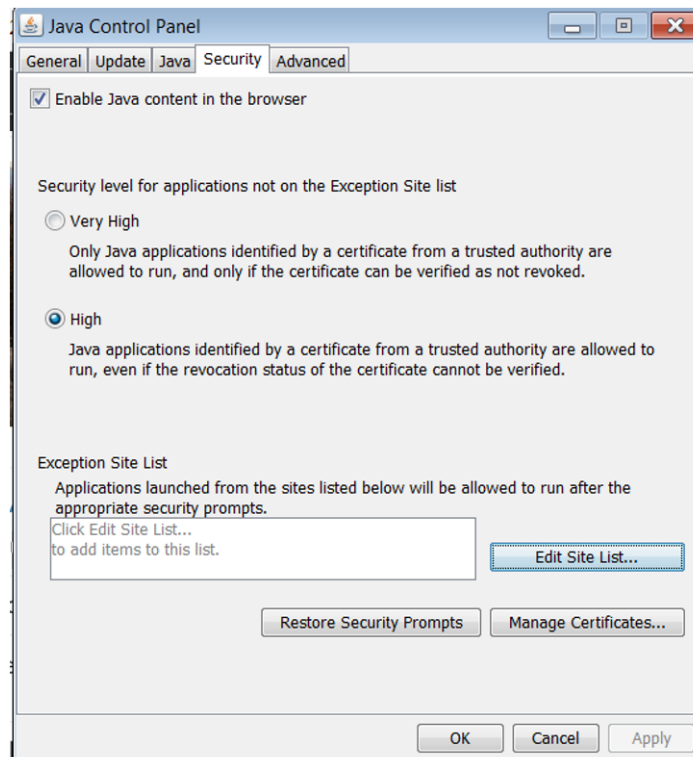 Java Control Panel
General Update Java Security Advanced
Enable Java content in the browser
Security level for applications not on the Exception Site list
Very High
Only Java applications identified by a certificate from a trusted authority are
allowed to run, and only if the certificate can be verified as not revoked.
High
Java applications identified by a certificate from a trusted authority are allowed to
run, even if the revocation status of the certificate cannot be verified.
Exception Site List
Applications launched from the sites listed below will be allowed to run after the
appropriate security prompts.
Click Edit Site List...
to add items to this list.
Edit Site List...
Restore Security Prompts Manage Certificates...
OK Cancel Apply